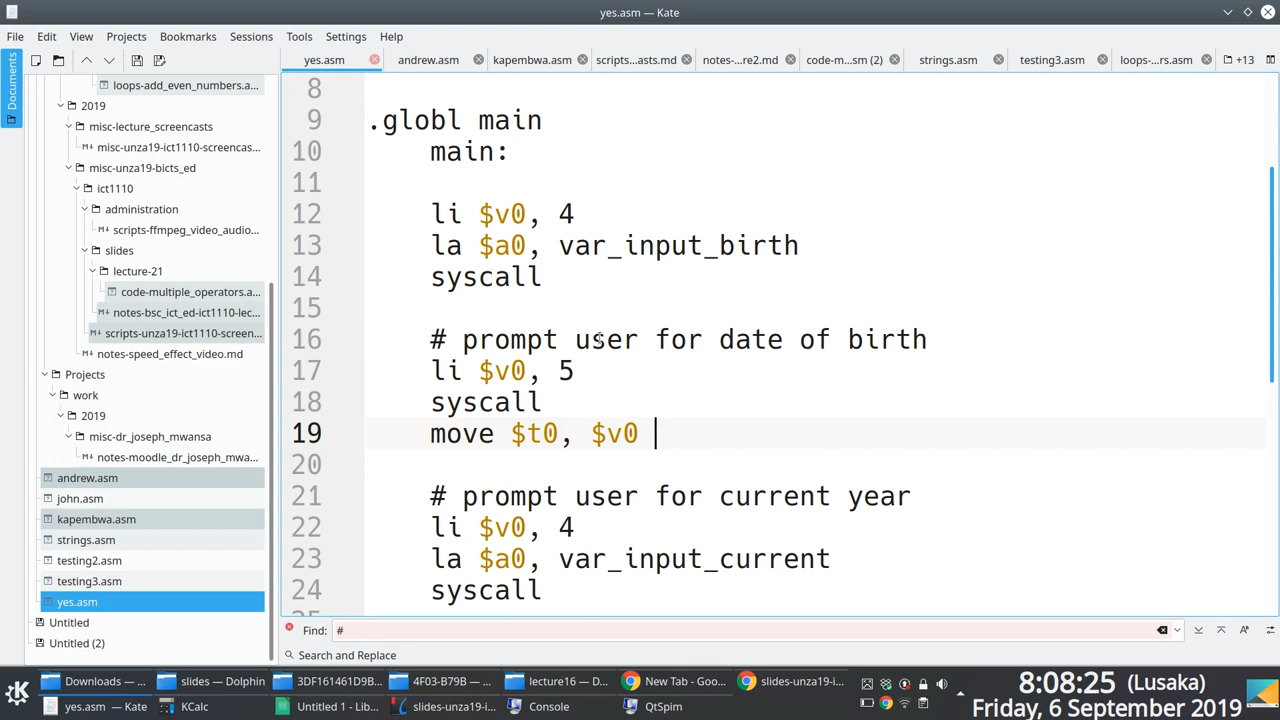 yes.asm — Kate
File Edit View Projects Bookmarks Sessions Tools Settings Help
yes.asm andrew.asm kapembwa.asm scripts...asts.md notes-...re2.md code-m...sm (2) strings.asm testing3.asm loops-...rs.asm +13
Documents
loops-add_even_numbers.a...
2019
misc-lecture_screencasts
misc-unza19-ict1110-screencas...
misc-unza19-bicts_ed
ict1110
administration
scripts-ffmpeg_video_audio...
slides
lecture-21
code-multiple_operators.a...
notes-bsc_ict_ed-ict1110-lec...
scripts-unza19-ict1110-screen...
notes-speed_effect_video.md
Projects
work
2019
misc-dr_joseph_mwansa
notes-moodle_dr_joseph_mwa...
andrew.asm
john.asm
kapembwa.asm
strings.asm
testing2.asm
testing3.asm
yes.asm
Untitled
Untitled (2)
8
9 .globl main
10 main:
11
12 li $v0, 4
13 la $a0, var_input_birth
14 syscall
15
16 # prompt user for date of birth
17 li $v0, 5
18 syscall
19 move $t0, $v0
20
21 # prompt user for current year
22 li $v0, 4
23 la $a0, var_input_current
24 syscall
Find: #
Search and Replace
Downloads — ... slides — Dolphin 3DF161461D9B... 4F03-B79B — ... lecture16 — D... New Tab - Goo... slides-unza19-i...
yes.asm — Kate KCalc Untitled 1 - Lib... slides-unza19-i... Console QtSpim
8:08:25 (Lusaka)
Friday, 6 September 2019